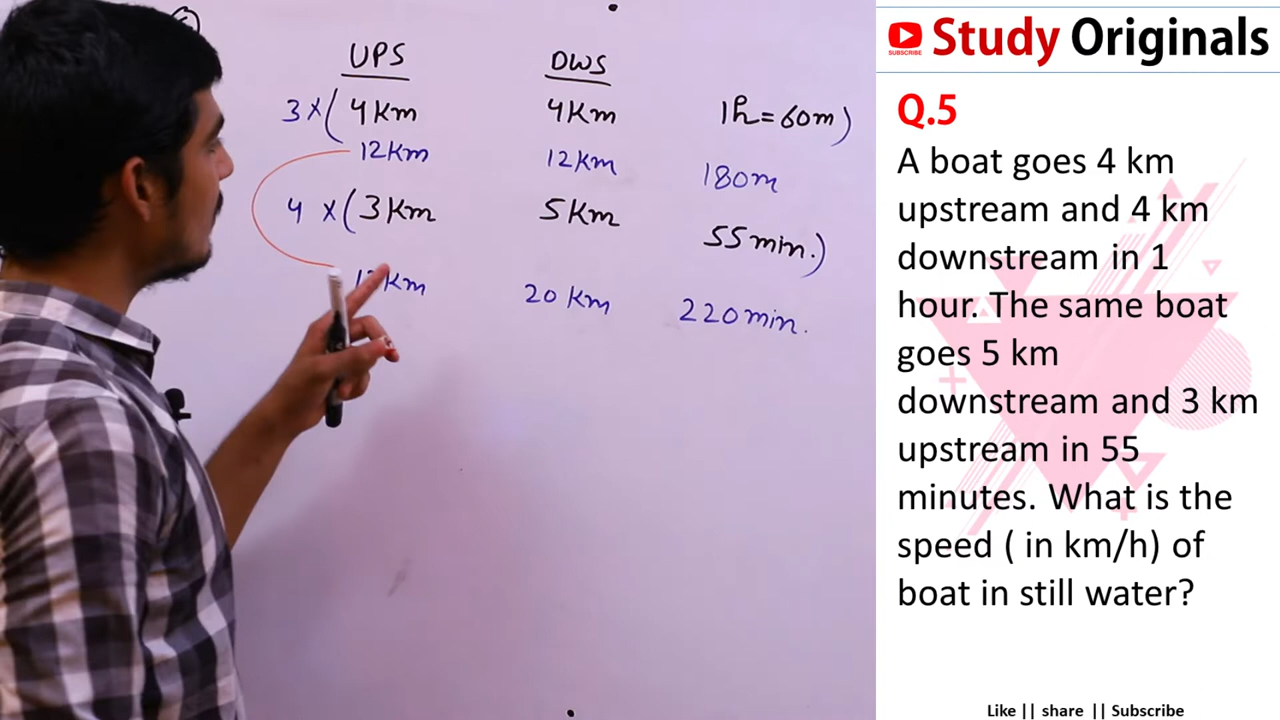 UPS DWS
3 × ( 4 Km 4 Km 1h = 60m )
12 Km 12 Km 180m
4 × ( 3 Km 5 Km 55 min. )
12 Km 20 Km 220 min.
SUBSCRIBE
Study Originals
Q.5
A boat goes 4 km
upstream and 4 km
downstream in 1
hour. The same boat
goes 5 km
downstream and 3 km
upstream in 55
minutes. What is the
speed ( in km/h) of
boat in still water?
Like || share || Subscribe